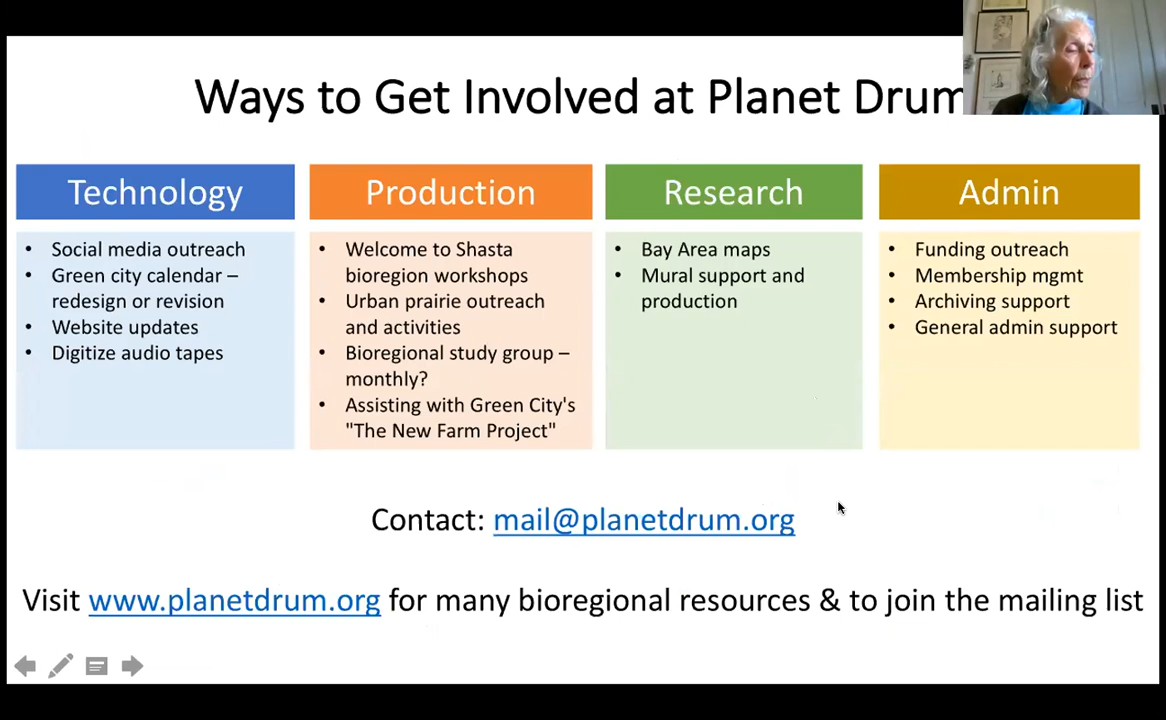 Ways to Get Involved at Planet Drum
Technology
• Social media outreach
• Green city calendar –
redesign or revision
• Website updates
• Digitize audio tapes
Production
• Welcome to Shasta
bioregion workshops
• Urban prairie outreach
and activities
• Bioregional study group –
monthly?
• Assisting with Green City's
"The New Farm Project"
Research
• Bay Area maps
• Mural support and
production
Admin
• Funding outreach
• Membership mgmt
• Archiving support
• General admin support
Contact: mail@planetdrum.org
Visit www.planetdrum.org for many bioregional resources & to join the mailing list